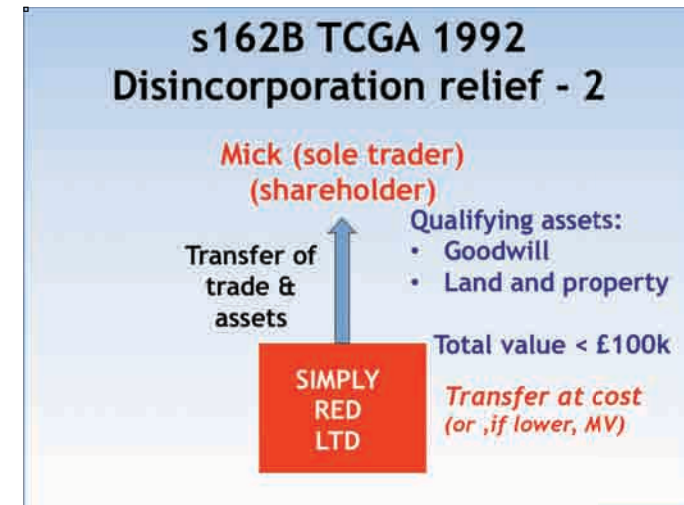 s162B TCGA 1992
Disincorporation relief - 2
Mick (sole trader)
(shareholder)
Transfer of
trade &
assets
Qualifying assets:
• Goodwill
• Land and property
Total value < £100k
SIMPLY
RED
LTD
Transfer at cost
(or ,if lower, MV)